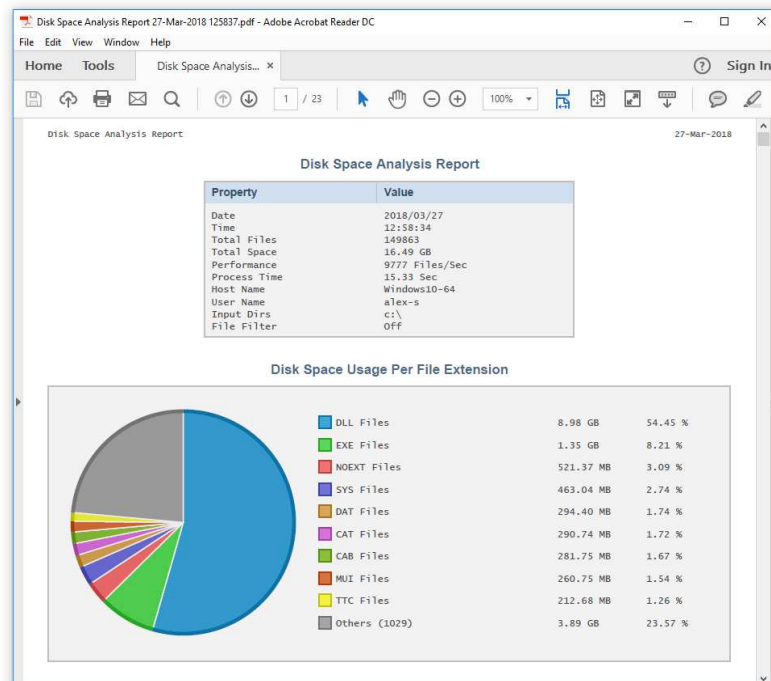 Disk Space Analysis Report 27-Mar-2018 125837.pdf - Adobe Acrobat Reader DC
File Edit View Window Help
Home Tools Disk Space Analysis... × ? Sign In
1 / 23 100%
Disk Space Analysis Report 27-Mar-2018
Disk Space Analysis Report
Property Value
Date 2018/03/27
Time 12:58:34
Total Files 149863
Total Space 16.49 GB
Performance 9777 Files/Sec
Process Time 15.33 Sec
Host Name Windows10-64
User Name alex-s
Input Dirs c:\
File Filter Off
Disk Space Usage Per File Extension
DLL Files 8.98 GB 54.45 %
EXE Files 1.35 GB 8.21 %
NOEXT Files 521.37 MB 3.09 %
SYS Files 463.04 MB 2.74 %
DAT Files 294.40 MB 1.74 %
CAT Files 290.74 MB 1.72 %
CAB Files 281.75 MB 1.67 %
MUI Files 260.75 MB 1.54 %
TTC Files 212.68 MB 1.26 %
Others (1029) 3.89 GB 23.57 %